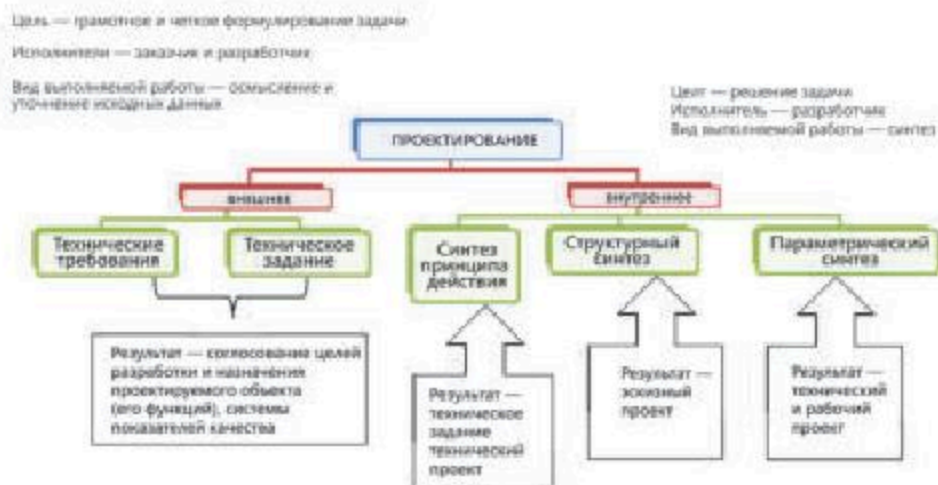 Цель — грамотное и четкое формулирование задачи
Исполнители — заказчик и разработчик
Вид выполняемой работы — осмысление и
уточнение исходных данных
— решение задачи
Исполнитель — разработчик
Вид выполняемой работы — синтез
ПРОЕКТИРОВАНИЕ
внешнее
внутреннее
Технические
требования
Техническое
задание
Синтез
принципа
действия
Структурный
синтез
Параметрический
синтез
Результат — согласование целей
разработки и назначения
проектируемого объекта
(его функций), системы
показателей качества
Результат —
техническое
задание
технический
проект
Результат —
эскизный
проект
Результат —
технический
и рабочий
проект